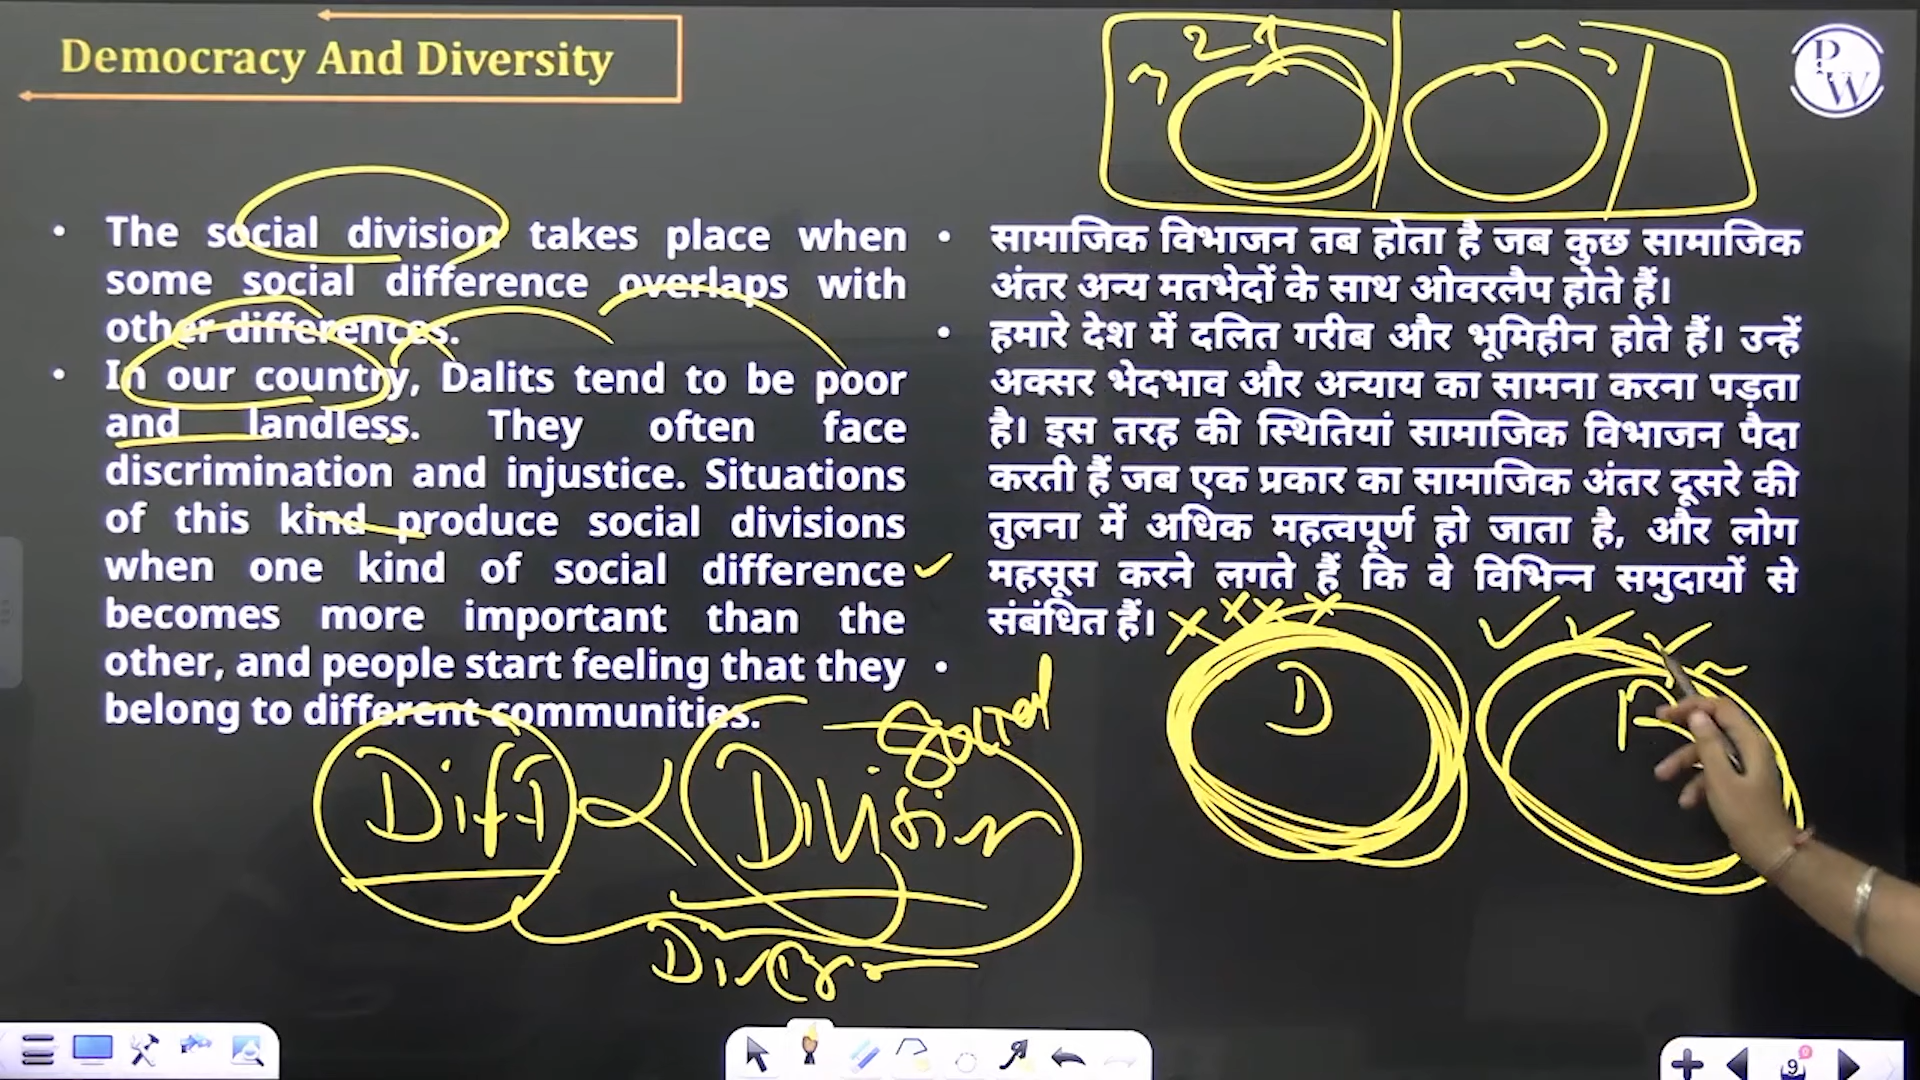 Democracy And Diversity
PW
• The social division takes place when
some social difference overlaps with
other differences.
• In our country, Dalits tend to be poor
and landless. They often face
discrimination and injustice. Situations
of this kind produce social divisions
when one kind of social difference
becomes more important than the
other, and people start feeling that they
belong to different communities.
• सामाजिक विभाजन तब होता है जब कुछ सामाजिक
अंतर अन्य मतभेदों के साथ ओवरलैप होते हैं।
• हमारे देश में दलित गरीब और भूमिहीन होते हैं। उन्हें
अक्सर भेदभाव और अन्याय का सामना करना पड़ता
है। इस तरह की स्थितियां सामाजिक विभाजन पैदा
करती हैं जब एक प्रकार का सामाजिक अंतर दूसरे की
तुलना में अधिक महत्वपूर्ण हो जाता है, और लोग
महसूस करने लगते हैं कि वे विभिन्न समुदायों से
संबंधित हैं।
•
D
Social
Diff Division
9